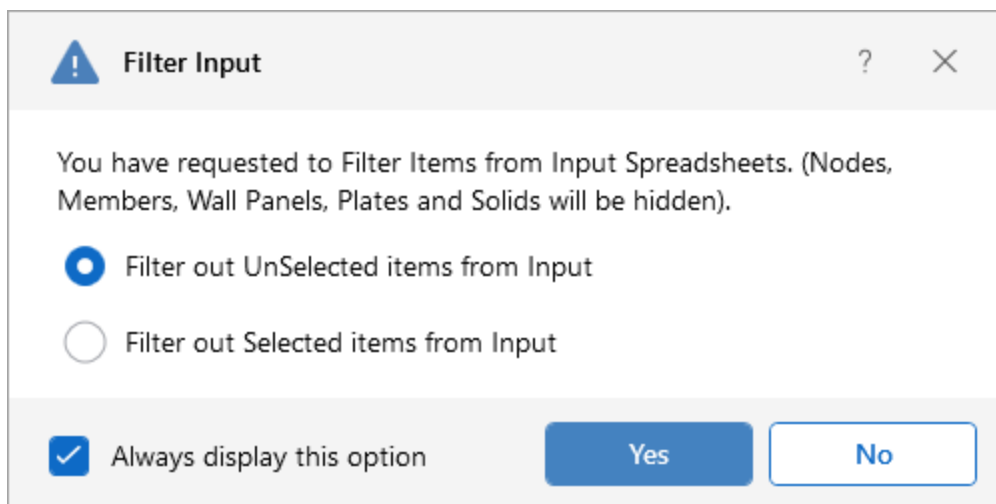 Filter Input
?
You have requested to Filter Items from Input Spreadsheets. (Nodes,
Members, Wall Panels, Plates and Solids will be hidden).
Filter out UnSelected items from Input
Filter out Selected items from Input
Always display this option
Yes
No